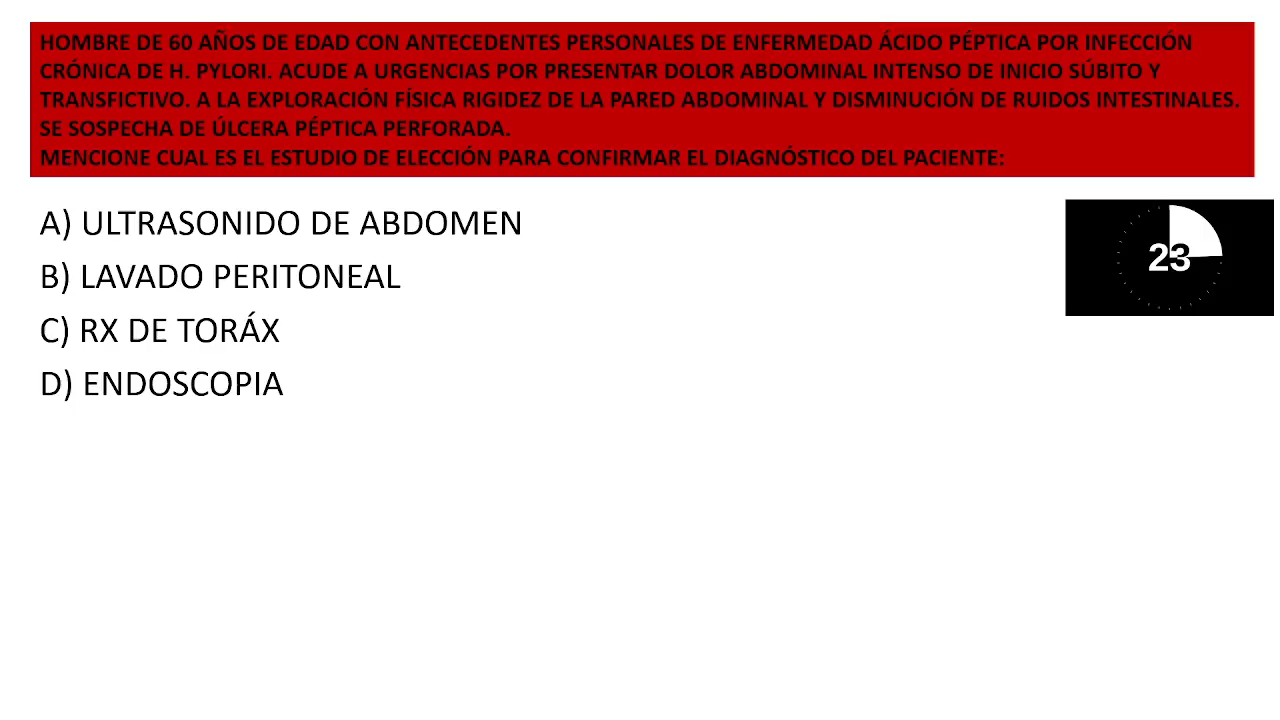 HOMBRE DE 60 AÑOS DE EDAD CON ANTECEDENTES PERSONALES DE ENFERMEDAD ÁCIDO PÉPTICA POR INFECCIÓN
CRÓNICA DE H. PYLORI. ACUDE A URGENCIAS POR PRESENTAR DOLOR ABDOMINAL INTENSO DE INICIO SÚBITO Y
TRANSFICTIVO. A LA EXPLORACIÓN FÍSICA RIGIDEZ DE LA PARED ABDOMINAL Y DISMINUCIÓN DE RUIDOS INTESTINALES.
SE SOSPECHA DE ÚLCERA PÉPTICA PERFORADA.
MENCIONE CUAL ES EL ESTUDIO DE ELECCIÓN PARA CONFIRMAR EL DIAGNÓSTICO DEL PACIENTE:
A) ULTRASONIDO DE ABDOMEN
B) LAVADO PERITONEAL
C) RX DE TORÁX
D) ENDOSCOPIA
23